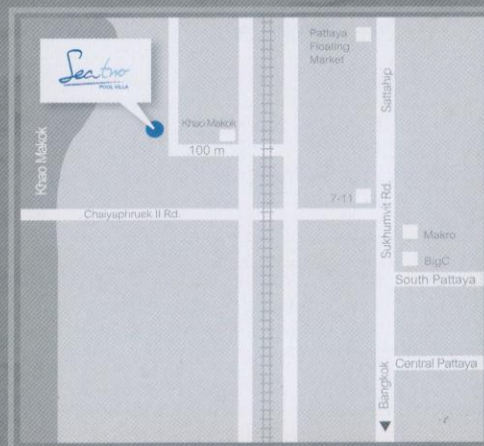 Seatwo
POOL VILLA
Pattaya
Floating
Market
Sattahip
Khao Makok
Khao Makok
100 m
7-11
Chaiyaphruek II Rd.
Sukhumvit Rd.
Makro
BigC
South Pattaya
Central Pattaya
Bangkok